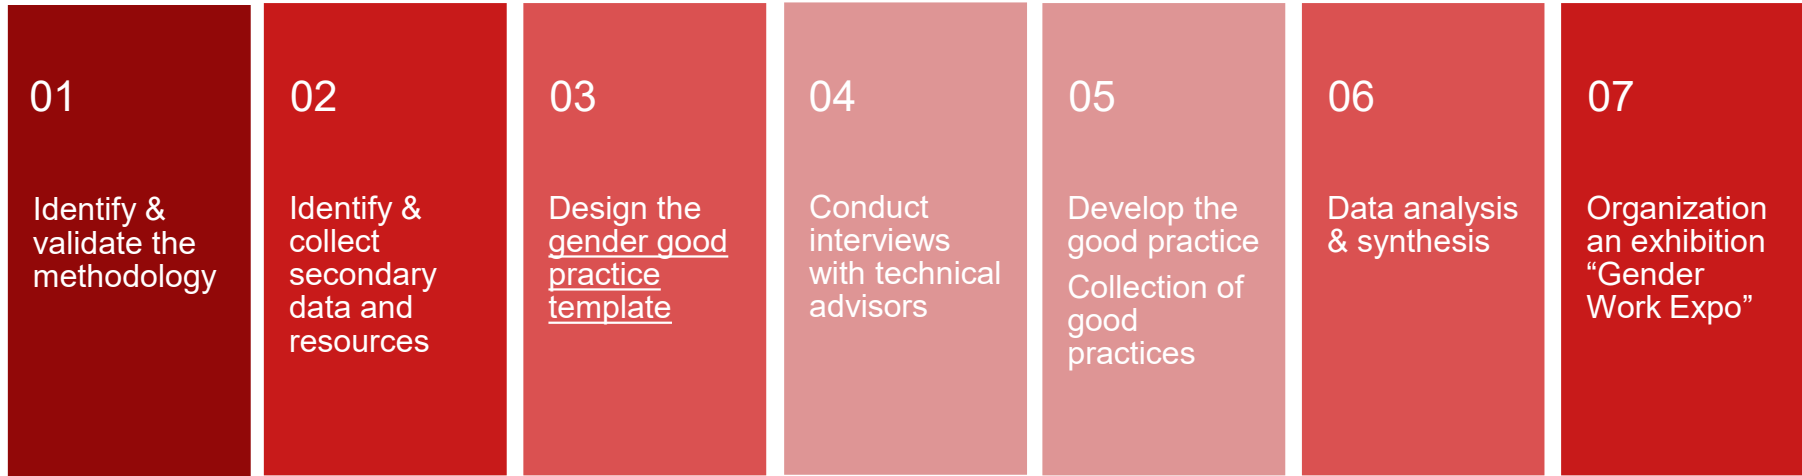 01
Identify &
validate the
methodology
02
Identify &
collect
secondary
data and
resources
03
Design the
gender good
practice
template
04
Conduct
interviews
with technical
advisors
05
Develop the
good practice
Collection of
good
practices
06
Data analysis
& synthesis
07
Organization
an exhibition
“Gender
Work Expo”